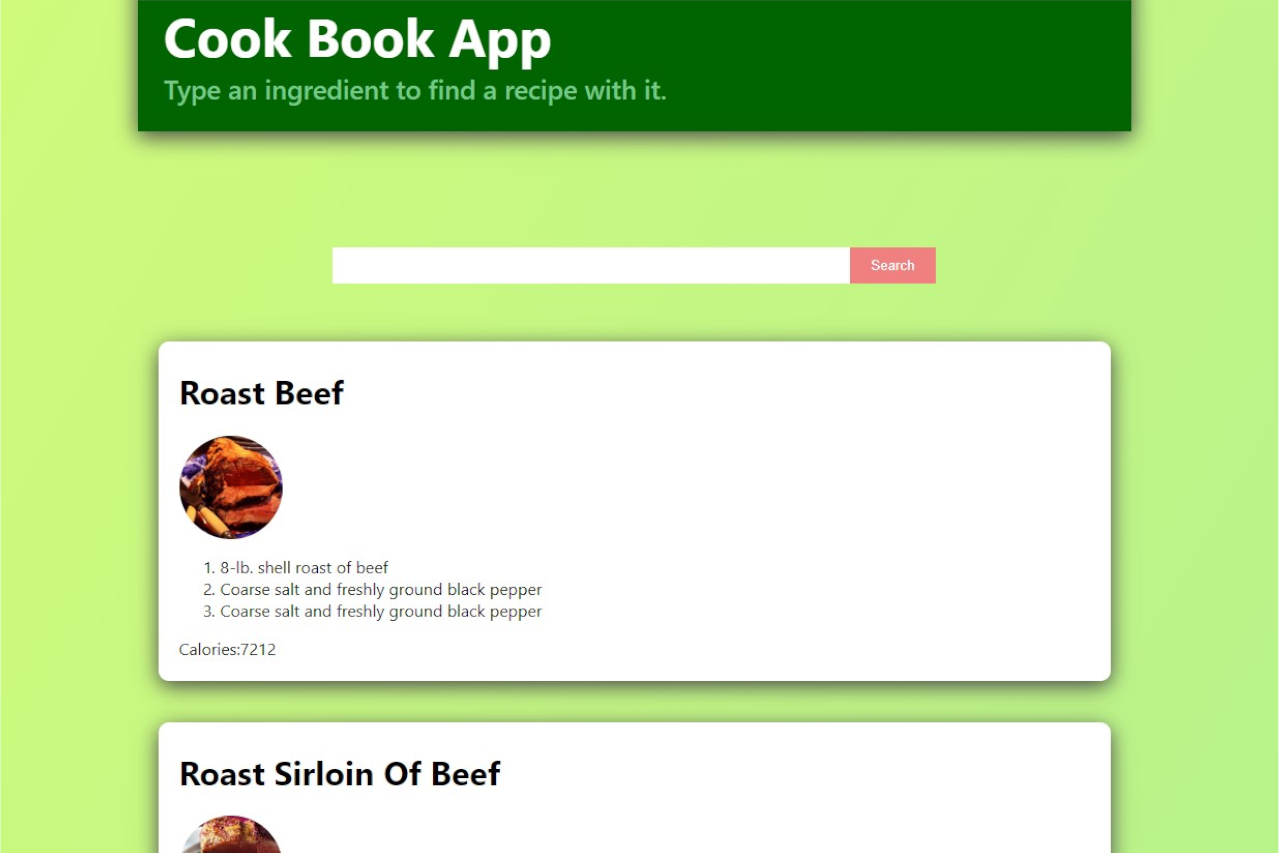 Cook Book App
Type an ingredient to find a recipe with it.
Search
Roast Beef
1. 8-lb. shell roast of beef
2. Coarse salt and freshly ground black pepper
3. Coarse salt and freshly ground black pepper
Calories:7212
Roast Sirloin Of Beef